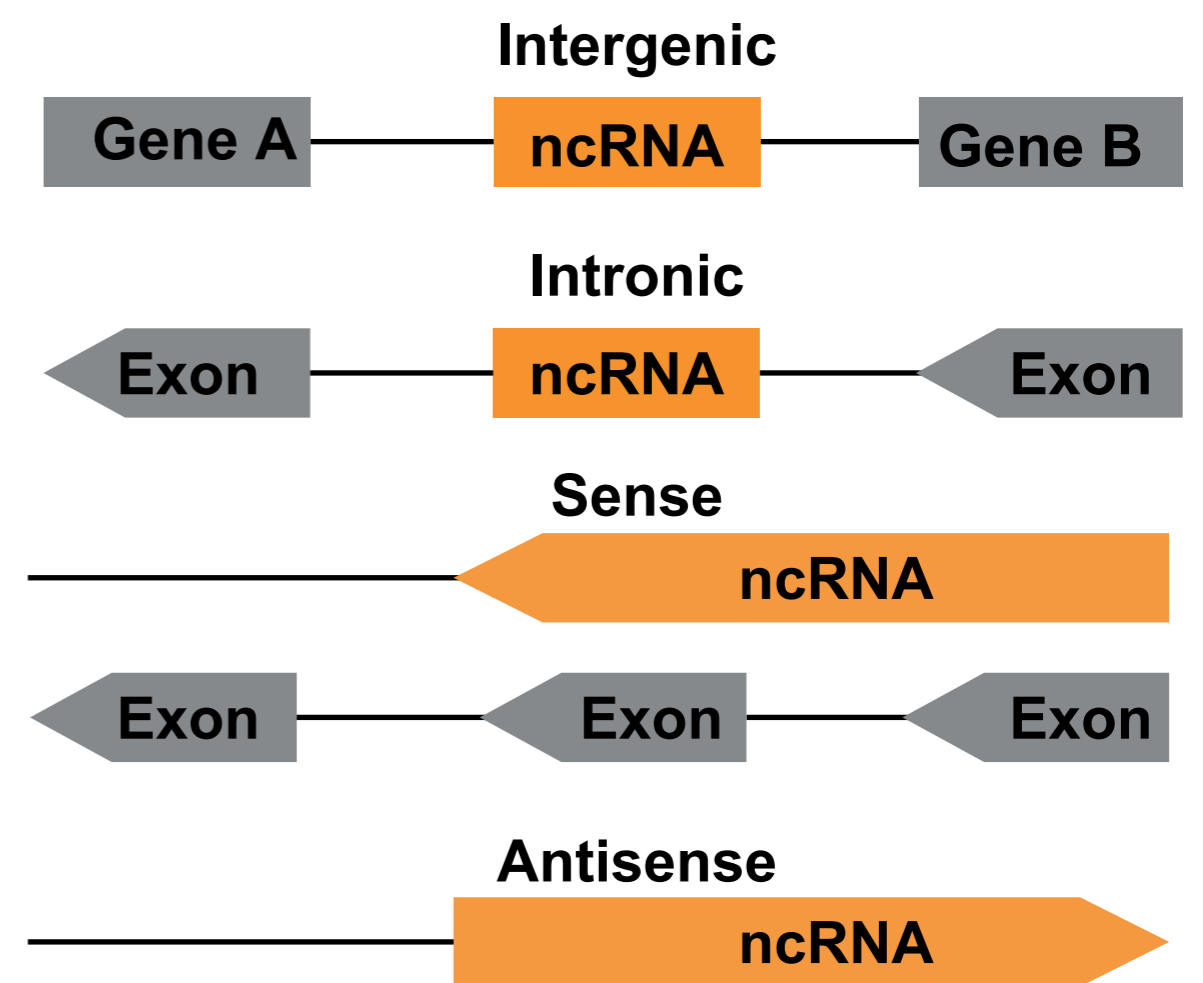 Intergenic
Gene A ncRNA Gene B
Intronic
Exon ncRNA Exon
Sense
ncRNA
Exon Exon Exon
Antisense
ncRNA